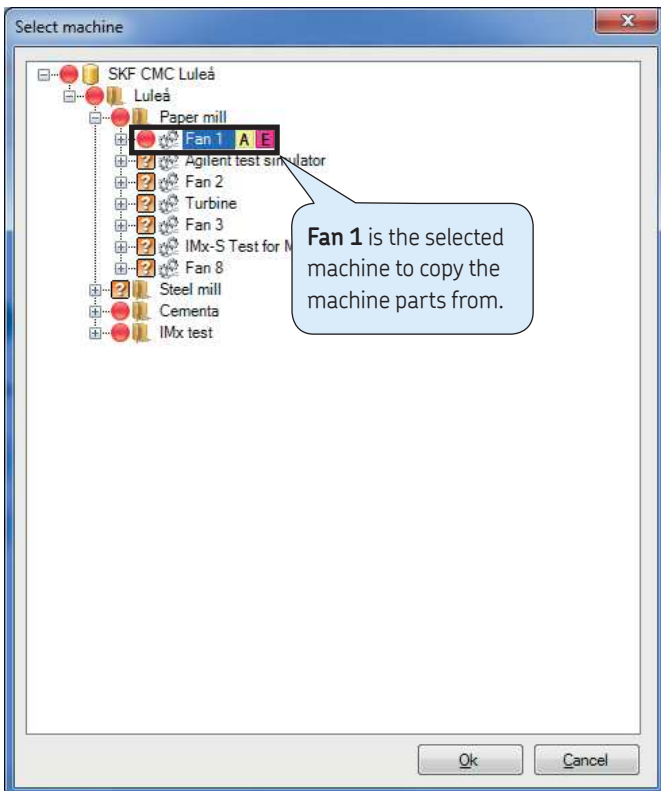 Select machine
SKF CMC Luleå
Luleå
Paper mill
Fan 1 A E
Agilent test simulator
Fan 2
Turbine
Fan 3
IMx-S Test for M
Fan 8
Steel mill
Cementa
IMx test
Fan 1 is the selected
machine to copy the
machine parts from.
Ok Cancel